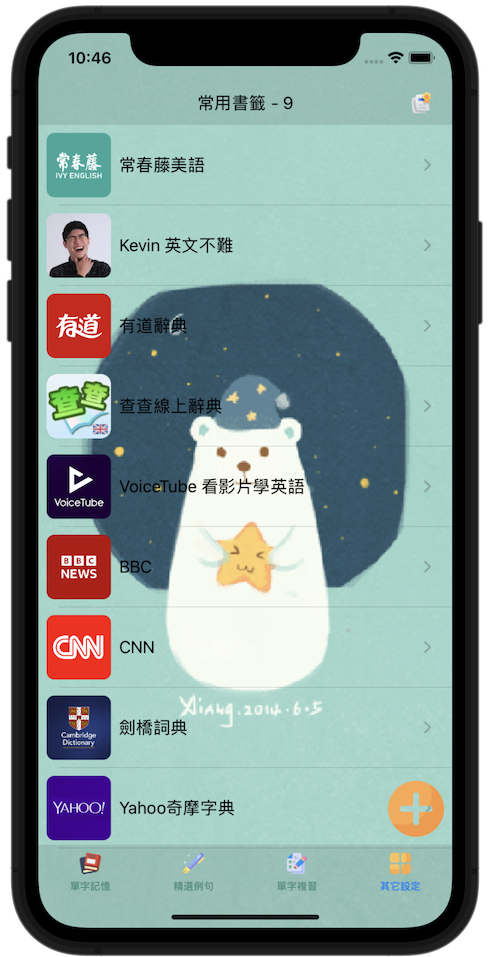 10:46
常用書籤 - 9
常春藤
IVY ENGLISH
常春藤美語
Kevin 英文不難
有道
有道辭典
查查
查查線上辭典
VoiceTube
VoiceTube 看影片學英語
BBC
NEWS
BBC
CNN
CNN
Cambridge
Dictionary
劍橋詞典
Xiang.2014.6.5
YAHOO!
Yahoo奇摩字典
單字記憶
精選例句
單字複習
其它設定